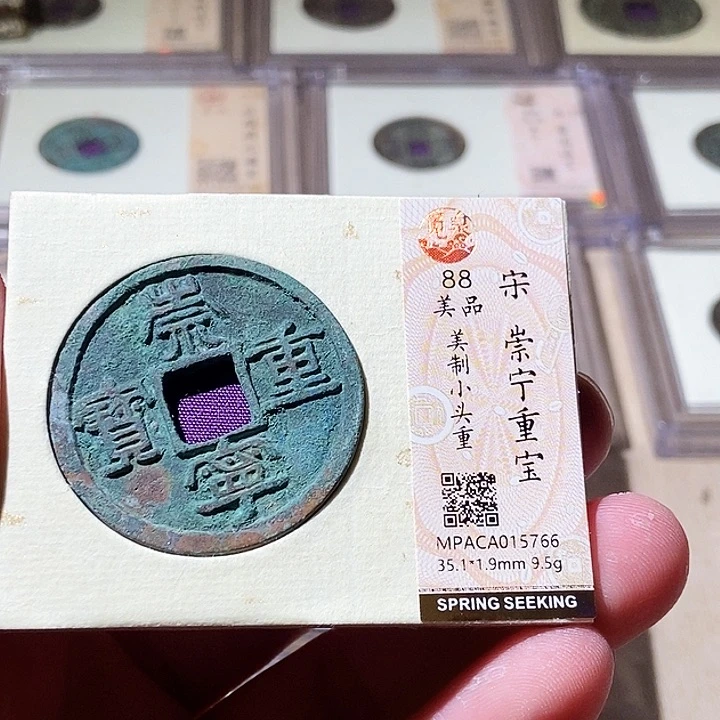 崇
重
寧
寶
88
美品
美制小头重
宋
崇宁重宝
MPACA015766
35.1*1.9mm 9.5g
SPRING SEEKING